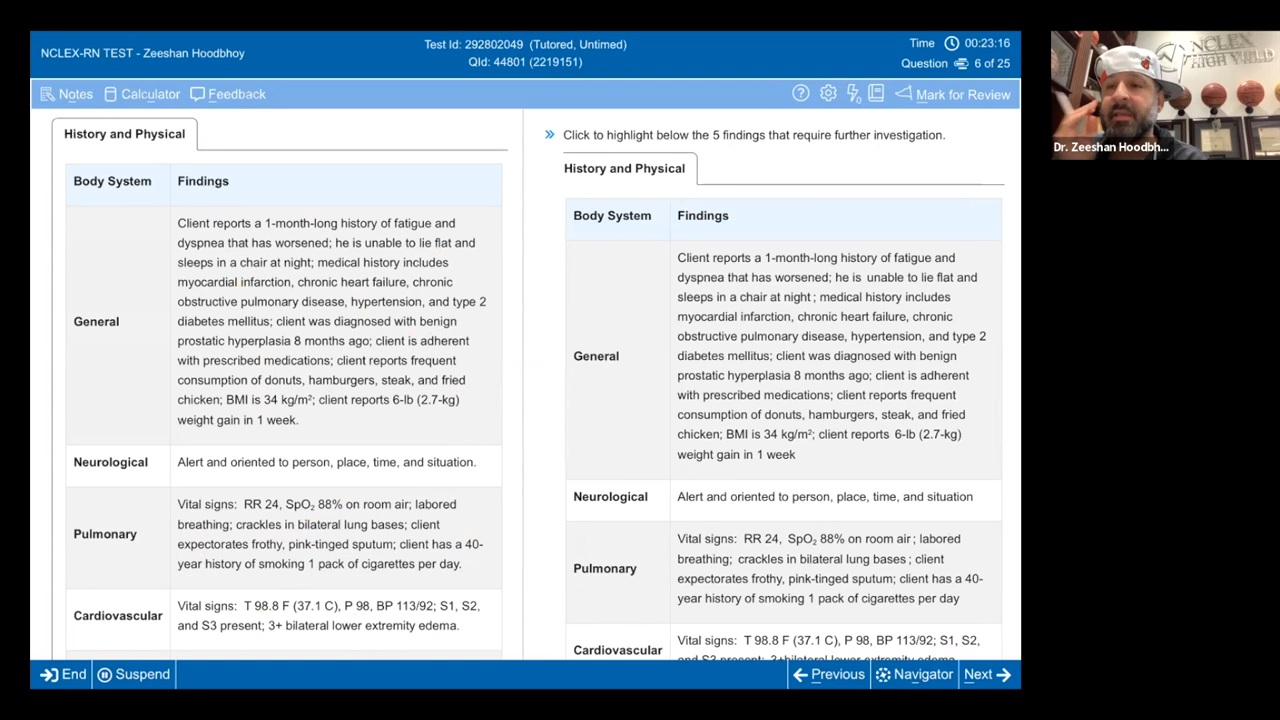 NCLEX-RN TEST - Zeeshan Hoodbhoy
Test Id: 292802049 (Tutored, Untimed)
QId: 44801 (2219151)
Time 00:23:16
Question 6 of 25
Notes Calculator Feedback
Mark for Review
History and Physical
Body System Findings
General
Client reports a 1-month-long history of fatigue and
dyspnea that has worsened; he is unable to lie flat and
sleeps in a chair at night; medical history includes
myocardial infarction, chronic heart failure, chronic
obstructive pulmonary disease, hypertension, and type 2
diabetes mellitus; client was diagnosed with benign
prostatic hyperplasia 8 months ago; client is adherent
with prescribed medications; client reports frequent
consumption of donuts, hamburgers, steak, and fried
chicken; BMI is 34 kg/m²; client reports 6-lb (2.7-kg)
weight gain in 1 week.
Neurological
Alert and oriented to person, place, time, and situation.
Pulmonary
Vital signs: RR 24, SpO₂ 88% on room air; labored
breathing; crackles in bilateral lung bases; client
expectorates frothy, pink-tinged sputum; client has a 40-
year history of smoking 1 pack of cigarettes per day.
Cardiovascular
Vital signs: T 98.8 F (37.1 C), P 98, BP 113/92; S1, S2,
and S3 present; 3+ bilateral lower extremity edema.
Click to highlight below the 5 findings that require further investigation.
History and Physical
Body System Findings
General
Client reports a 1-month-long history of fatigue and
dyspnea that has worsened; he is unable to lie flat and
sleeps in a chair at night ; medical history includes
myocardial infarction, chronic heart failure, chronic
obstructive pulmonary disease, hypertension, and type 2
diabetes mellitus; client was diagnosed with benign
prostatic hyperplasia 8 months ago; client is adherent
with prescribed medications; client reports frequent
consumption of donuts, hamburgers, steak, and fried
chicken; BMI is 34 kg/m²; client reports 6-lb (2.7-kg)
weight gain in 1 week
Neurological
Alert and oriented to person, place, time, and situation
Pulmonary
Vital signs: RR 24, SpO₂ 88% on room air ; labored
breathing; crackles in bilateral lung bases ; client
expectorates frothy, pink-tinged sputum; client has a 40-
year history of smoking 1 pack of cigarettes per day
Cardiovascular
Vital signs: T 98.8 F (37.1 C), P 98, BP 113/92; S1, S2,
and S3 present; 3+bilateral lower extremity edema
End Suspend
Previous Navigator Next
NCLEX
HIGH YIELD
Dr. Zeeshan Hoodbh...